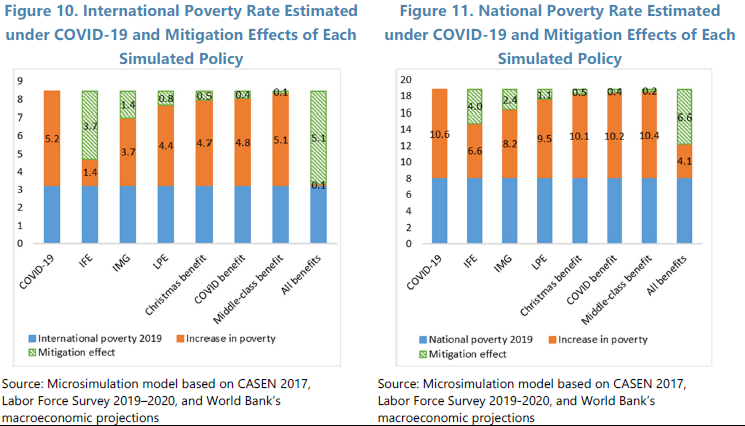 Figure 10. International Poverty Rate Estimated
under COVID-19 and Mitigation Effects of Each
Simulated Policy
9
8
7
6
5
4
3
2
1
0
5.2
3.7
1.4
1.4
3.7
0.8
4.4
0.5
4.7
0.4
4.8
0.1
5.1
5.1
0.1
COVID-19
IFE
IMG
LPE
Christmas benefit
COVID benefit
Middle-class benefit
All benefits
International poverty 2019
Increase in poverty
Mitigation effect
Source: Microsimulation model based on CASEN 2017,
Labor Force Survey 2019–2020, and World Bank's
macroeconomic projections
Figure 11. National Poverty Rate Estimated
under COVID-19 and Mitigation Effects of Each
Simulated Policy
20
18
16
14
12
10
8
6
4
2
0
10.6
4.0
6.6
2.4
8.2
1.1
9.5
0.5
10.1
0.4
10.2
0.2
10.4
6.6
4.1
COVID-19
IFE
IMG
LPE
Christmas benefit
COVID benefit
Middle-class benefit
All benefits
National poverty 2019
Increase in poverty
Mitigation effect
Source: Microsimulation model based on CASEN 2017,
Labor Force Survey 2019-2020, and World Bank's
macroeconomic projections